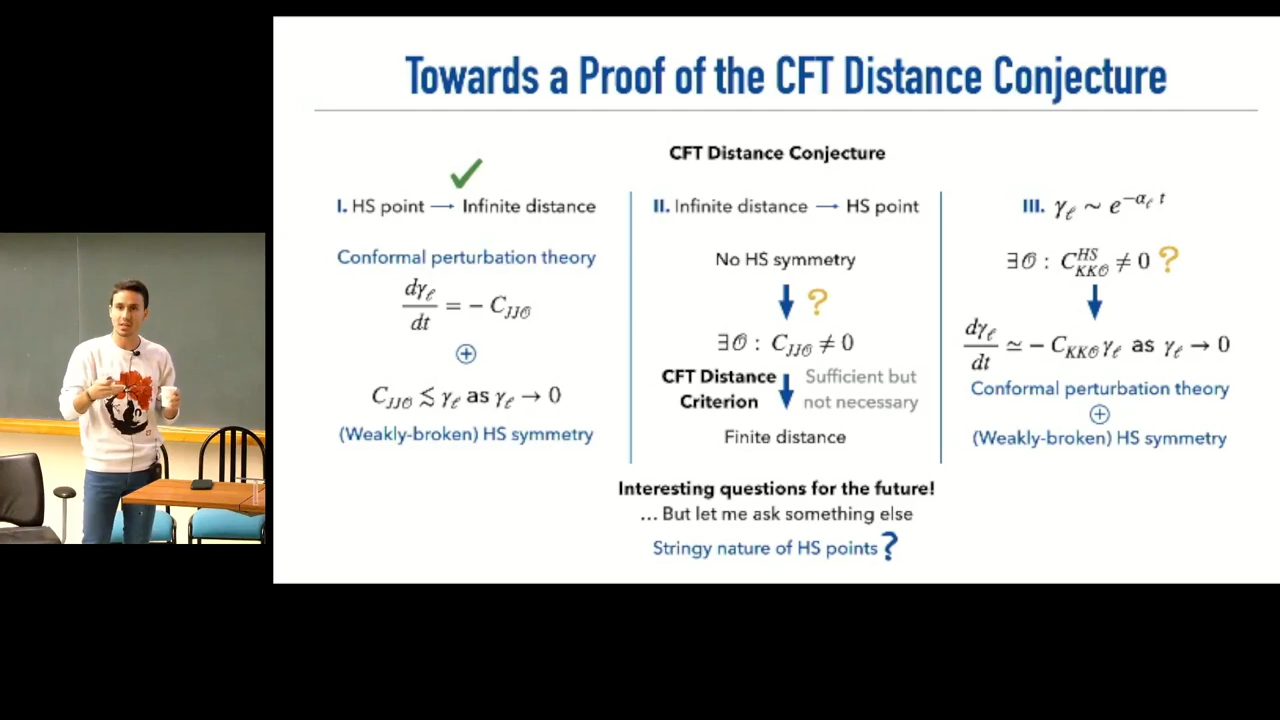 Towards a Proof of the CFT Distance Conjecture
CFT Distance Conjecture
✓
I. HS point → Infinite distance
Conformal perturbation theory
dγ_ℓ/dt = − C_{JJO}
⊕
C_{JJO} ≲ γ_ℓ as γ_ℓ → 0
(Weakly-broken) HS symmetry
II. Infinite distance → HS point
No HS symmetry
↓ ?
∃O : C_{JJO} ≠ 0
CFT Distance Criterion ↓ Sufficient but not necessary
Finite distance
III. γ_ℓ ~ e^{−α_ℓ t}
∃O : C^{HS}_{KKO} ≠ 0 ?
↓
dγ_ℓ/dt ≃ − C_{KKO} γ_ℓ as γ_ℓ → 0
Conformal perturbation theory
⊕
(Weakly-broken) HS symmetry
Interesting questions for the future!
... But let me ask something else
Stringy nature of HS points ?